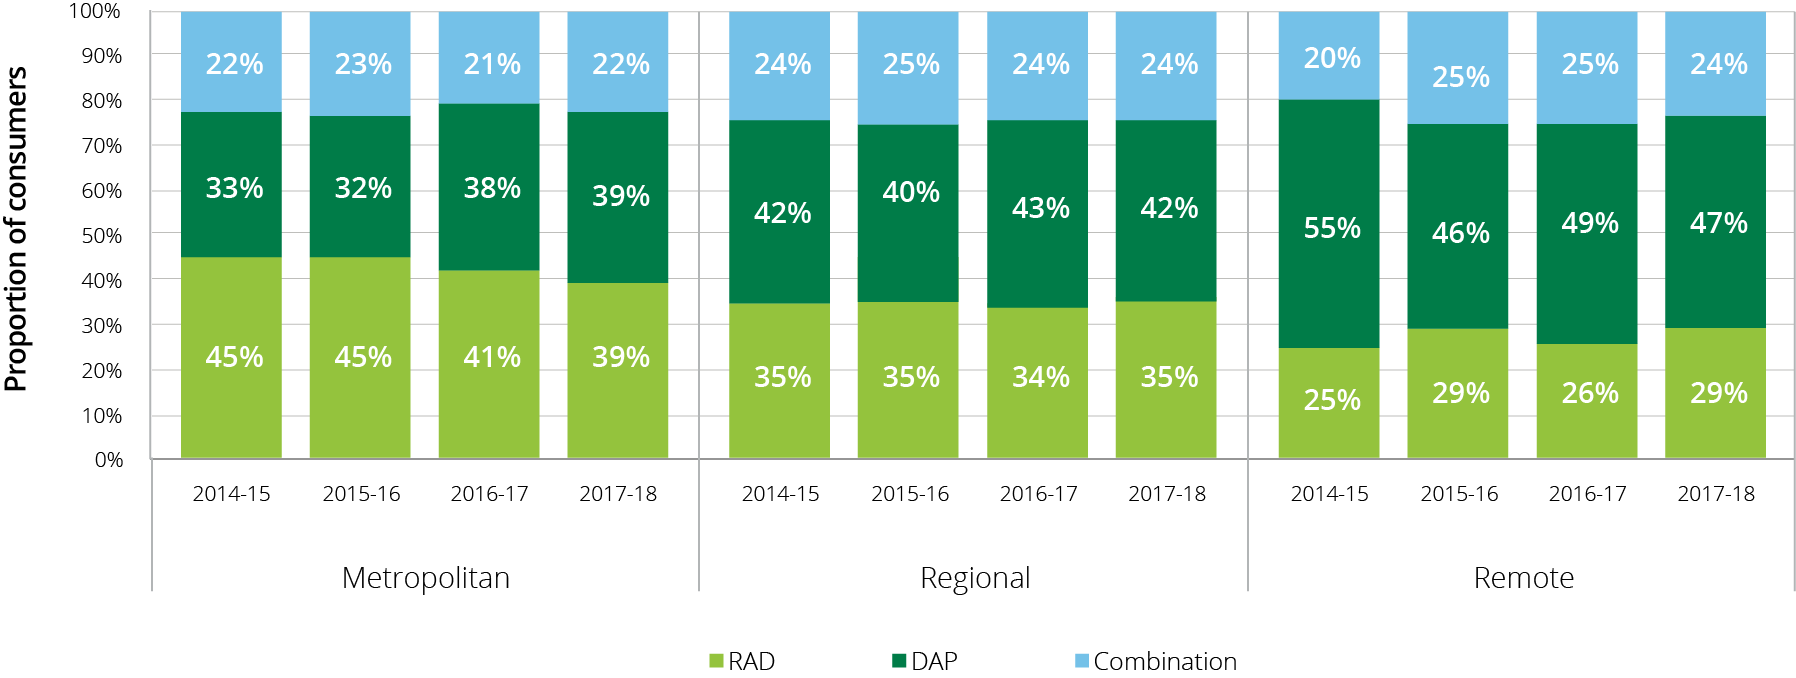 Proportion of consumers
100%
90%
80%
70%
60%
50%
40%
30%
20%
10%
0%
22% 23% 21% 22% 24% 25% 24% 24% 20% 25% 25% 24%
33% 32% 38% 39% 42% 40% 43% 42% 55% 46% 49% 47%
45% 45% 41% 39% 35% 35% 34% 35% 25% 29% 26% 29%
2014-15 2015-16 2016-17 2017-18 2014-15 2015-16 2016-17 2017-18 2014-15 2015-16 2016-17 2017-18
Metropolitan Regional Remote
RAD DAP Combination